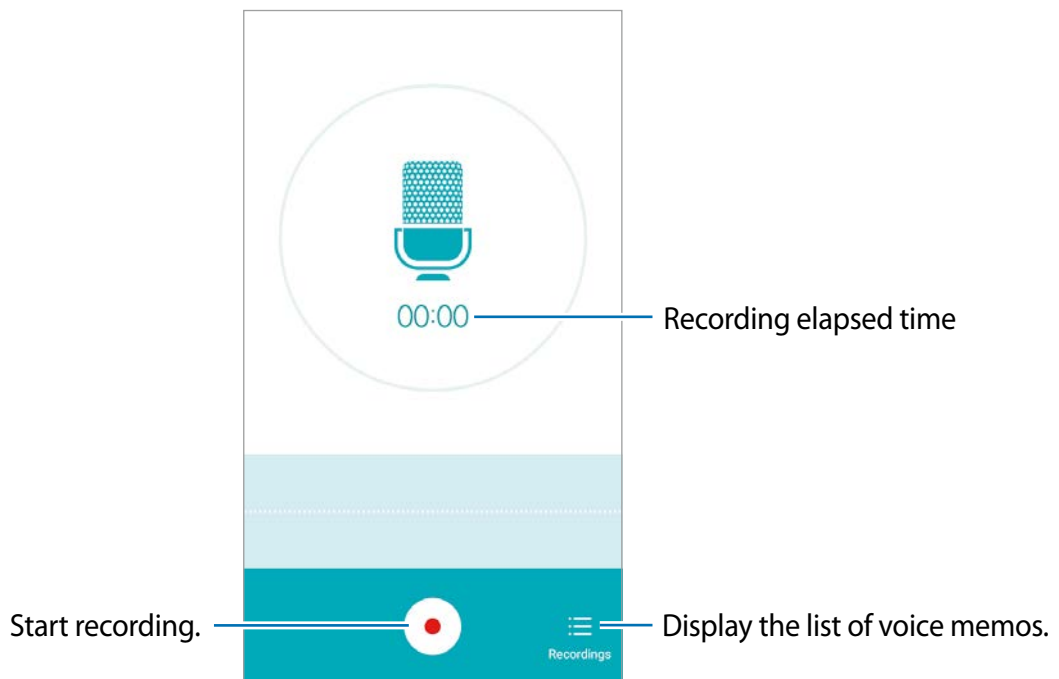 00:00
Recording elapsed time
Start recording.
Display the list of voice memos.
Recordings